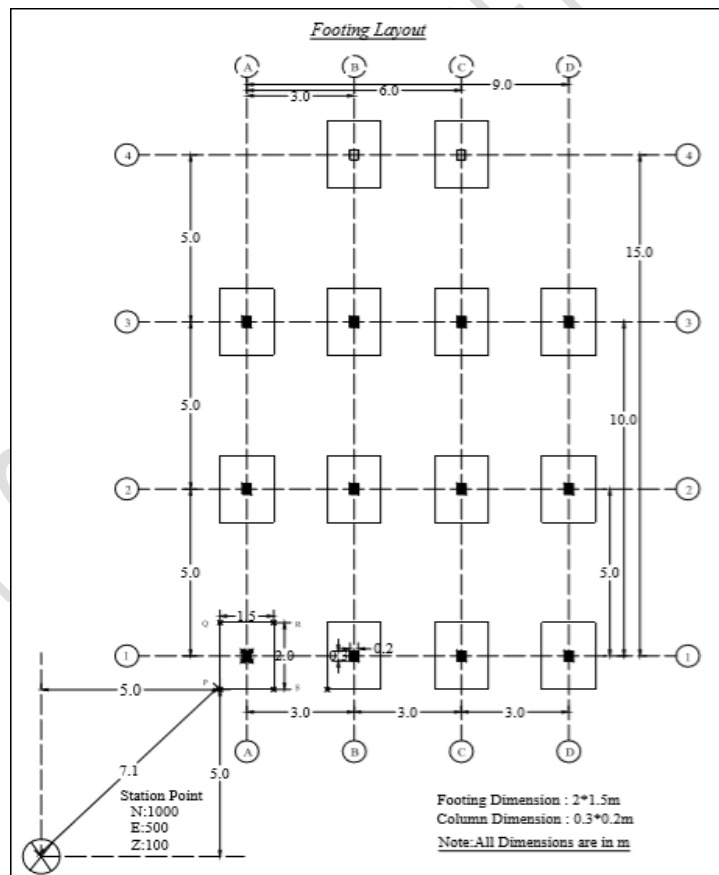 Footing Layout
A B C D
9.0
6.0
3.0
4 4
5.0
15.0
3 3
5.0
10.0
2 2
5.0
5.0
Q 1.5 R
1 2.0 0.3 0.2 1
P S
5.0
3.0 3.0 3.0
A B C D
7.1
5.0
Station Point
N:1000
E:500
Z:100
Footing Dimension : 2*1.5m
Column Dimension : 0.3*0.2m
Note:All Dimensions are in m